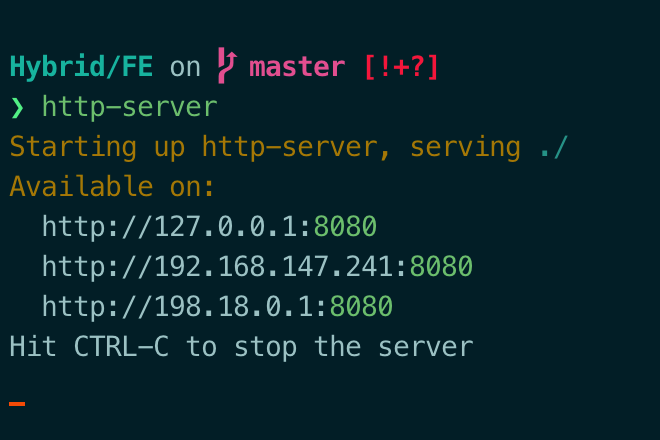 Hybrid/FE on master [!+?]
❯ http-server
Starting up http-server, serving ./
Available on:
  http://127.0.0.1:8080
  http://192.168.147.241:8080
  http://198.18.0.1:8080
Hit CTRL-C to stop the server